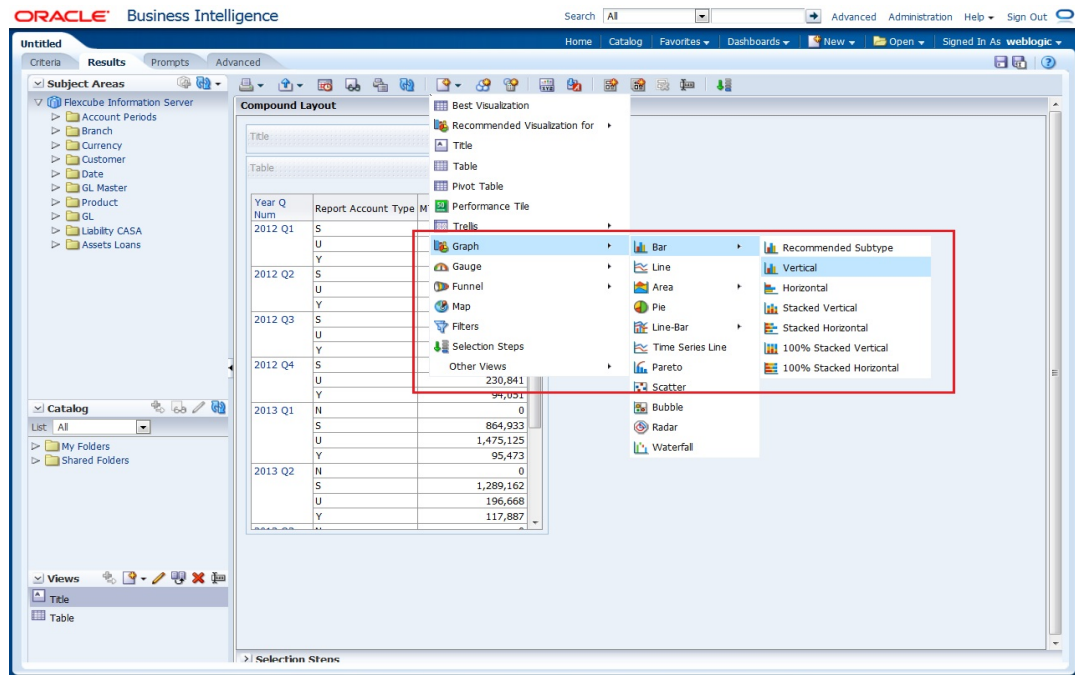 ORACLE Business Intelligence
Search All Advanced Administration Help Sign Out
Untitled
Home Catalog Favorites Dashboards New Open Signed In As weblogic
Criteria Results Prompts Advanced
Subject Areas
Flexcube Information Server
Account Periods
Branch
Currency
Customer
Date
GL Master
Product
GL
Liability CASA
Assets Loans
Catalog
List All
My Folders
Shared Folders
Views
Title
Table
Compound Layout
Title
Table
Year Q Num Report Account Type
2012 Q1 S
U
Y
2012 Q2 S
U
Y
2012 Q3 S
U
Y
2012 Q4 S
U 230,841
Y 94,051
2013 Q1 N 0
S 864,933
U 1,475,125
Y 95,473
2013 Q2 N 0
S 1,289,162
U 196,668
Y 117,887
Best Visualization
Recommended Visualization for
Title
Table
Pivot Table
Performance Tile
Trellis
Graph
Gauge
Funnel
Map
Filters
Selection Steps
Other Views
Bar
Line
Area
Pie
Line-Bar
Time Series Line
Pareto
Scatter
Bubble
Radar
Waterfall
Recommended Subtype
Vertical
Horizontal
Stacked Vertical
Stacked Horizontal
100% Stacked Vertical
100% Stacked Horizontal
Selection Steps